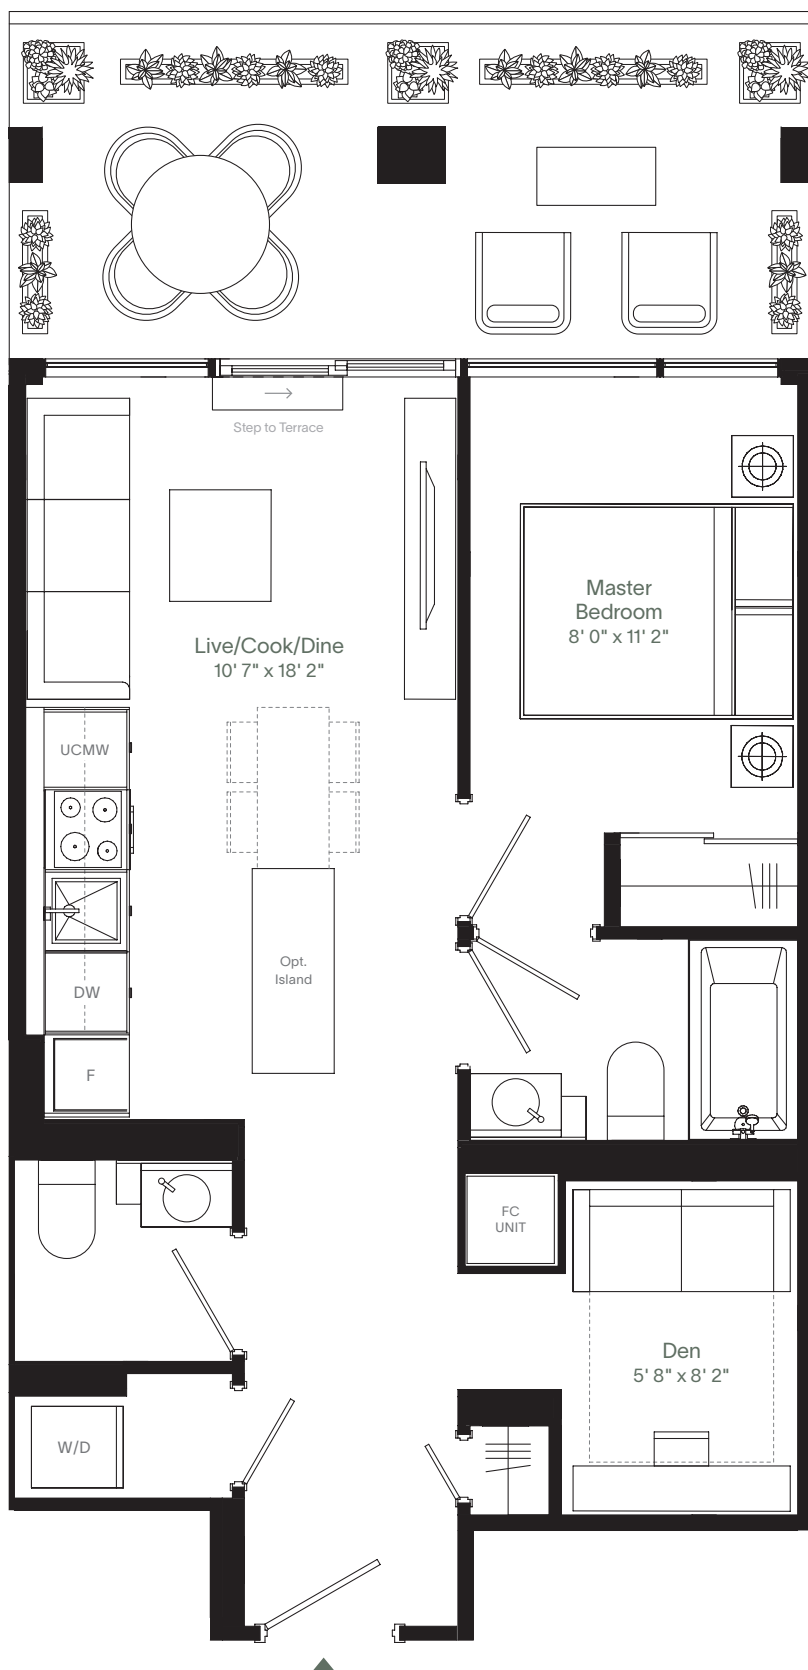 Step to Terrace
Master
Bedroom
8' 0" x 11' 2"
Live/Cook/Dine
10' 7" x 18' 2"
UCMW
Opt.
Island
DW
F
FC
UNIT
Den
5' 8" x 8' 2"
W/D